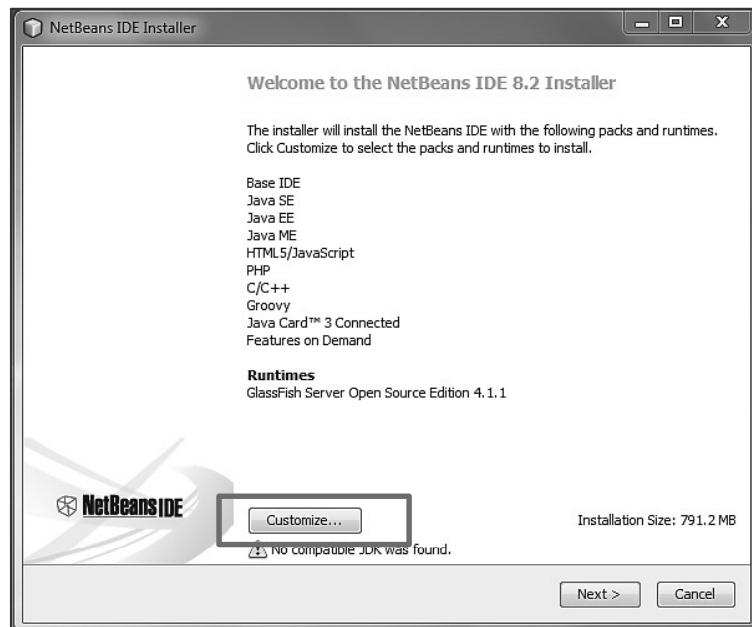 NetBeans IDE Installer
Welcome to the NetBeans IDE 8.2 Installer
The installer will install the NetBeans IDE with the following packs and runtimes.
Click Customize to select the packs and runtimes to install.
Base IDE
Java SE
Java EE
Java ME
HTML5/JavaScript
PHP
C/C++
Groovy
Java Card™ 3 Connected
Features on Demand
Runtimes
GlassFish Server Open Source Edition 4.1.1
NetBeans IDE
Customize...
Installation Size: 791.2 MB
No compatible JDK was found.
Next >
Cancel